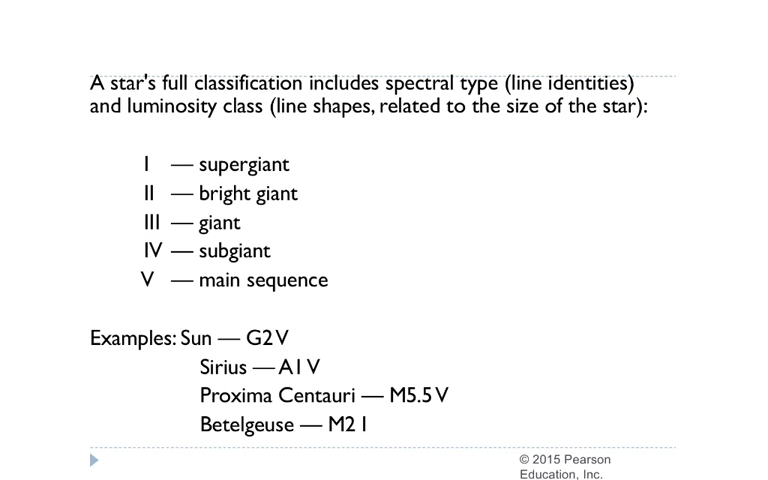 A star's full classification includes spectral type (line identities)
and luminosity class (line shapes, related to the size of the star):
I — supergiant
II — bright giant
III — giant
IV — subgiant
V — main sequence
Examples: Sun — G2 V
Sirius — A1 V
Proxima Centauri — M5.5 V
Betelgeuse — M2 I
© 2015 Pearson
Education, Inc.